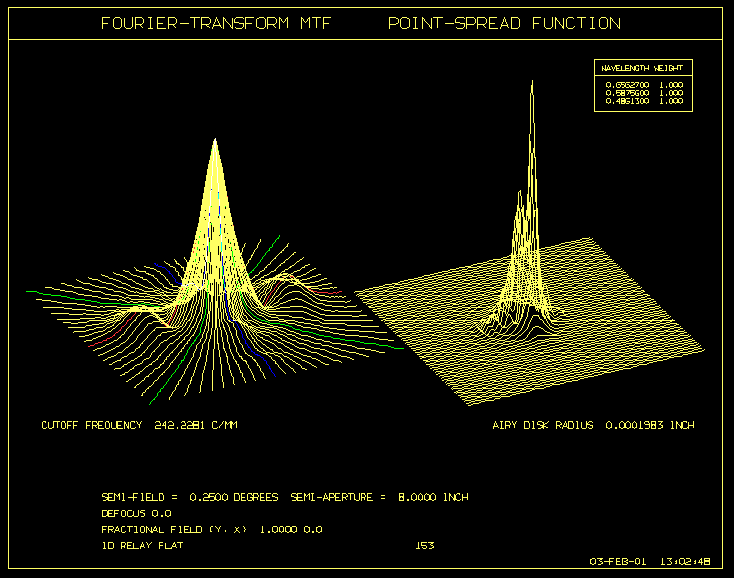 FOURIER-TRANSFORM MTF POINT-SPREAD FUNCTION
WAVELENGTH WEIGHT
0.6562700 1.000
0.5875600 1.000
0.4861300 1.000
CUTOFF FREQUENCY 242.2281 C/MM
AIRY DISK RADIUS 0.0001983 INCH
SEMI-FIELD = 0.2500 DEGREES SEMI-APERTURE = 8.0000 INCH
DEFOCUS 0.0
FRACTIONAL FIELD (Y, X) 1.0000 0.0
ID RELAY FLAT 153
03-FEB-01 13:02:48